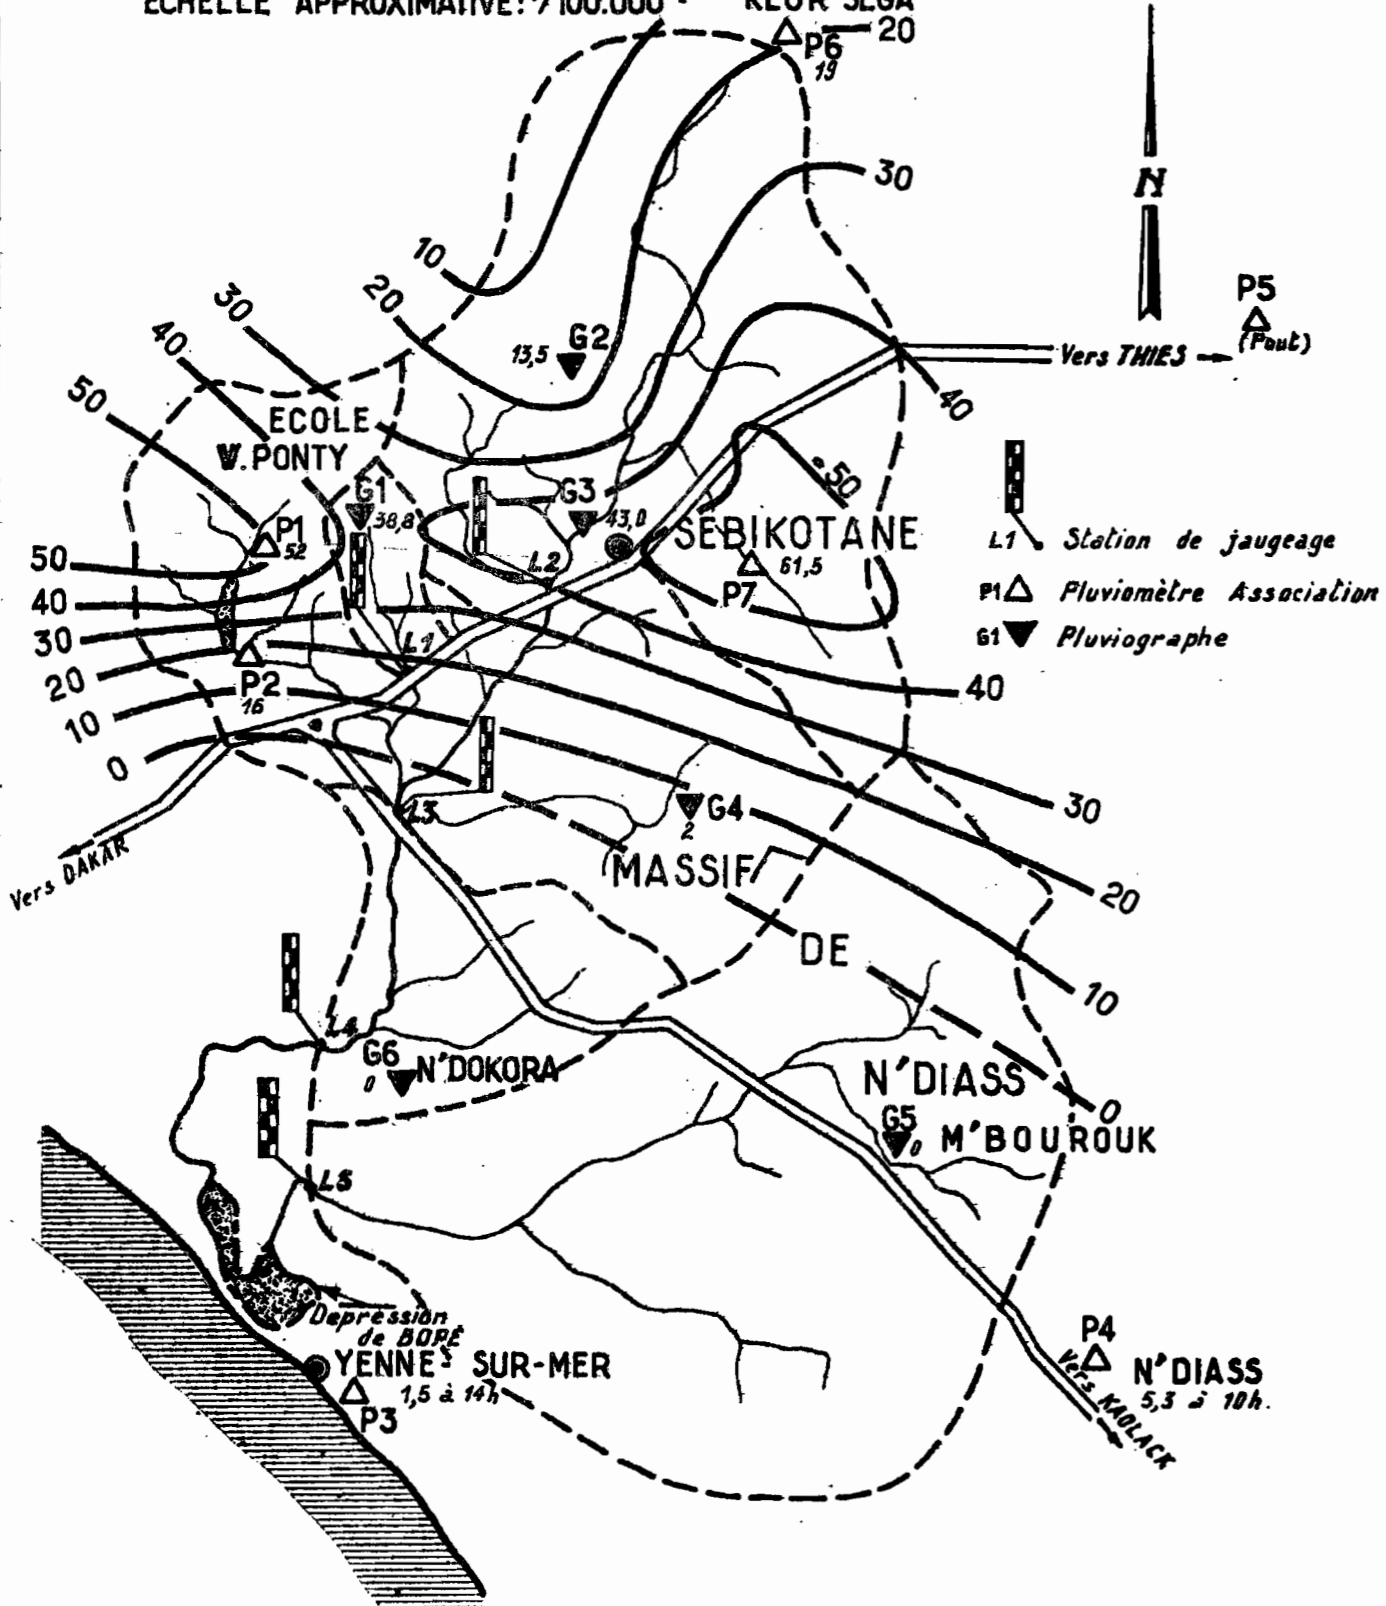 ECHELLE APPROXIMATIVE: 1/100.000 -
20
P6
19
30
N
10
20
30
40
50
P5
(Pout)
Vers THIES
G2
13,5
40
ECOLE
W. PONTY
50
G1
38,8
G3
43,0
P1
52
SEBIKOTANE
L1 Station de jaugeage
50
L2
P7
61,5
P1 Pluviomètre Association
40
30
L1
G1 Pluviographe
20
P2
16
40
10
0
L3
G4
2
30
Vers DAKAR
MASSIF
20
DE
10
L4
G6
0
N'DOKORA
N'DIASS
0
G5
0
M'BOUROUK
L5
Depression
de BOPÉ
P4
YENNE SUR-MER
1,5 à 14h
N'DIASS
5,3 à 10h.
P3
Vers KAOLACK